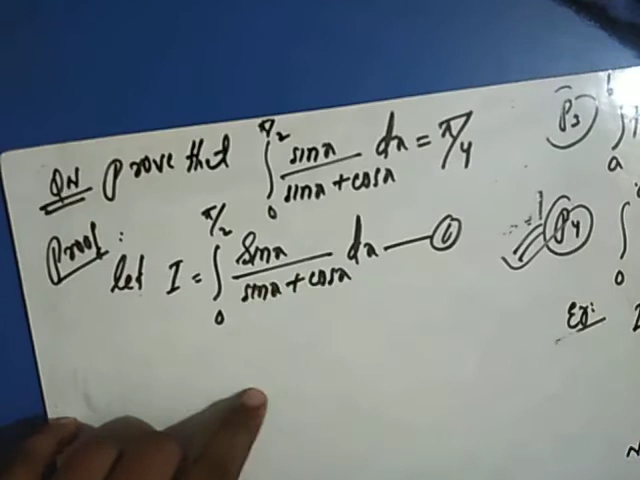 QN Prove that ∫₀^π/2 sinx/(sinx + cosx) dx = π/4
Proof:
let I = ∫₀^π/2 Sinx/(sinx + cosx) dx — (i)
P3
∫ a
P4
∫ 0
Ex: